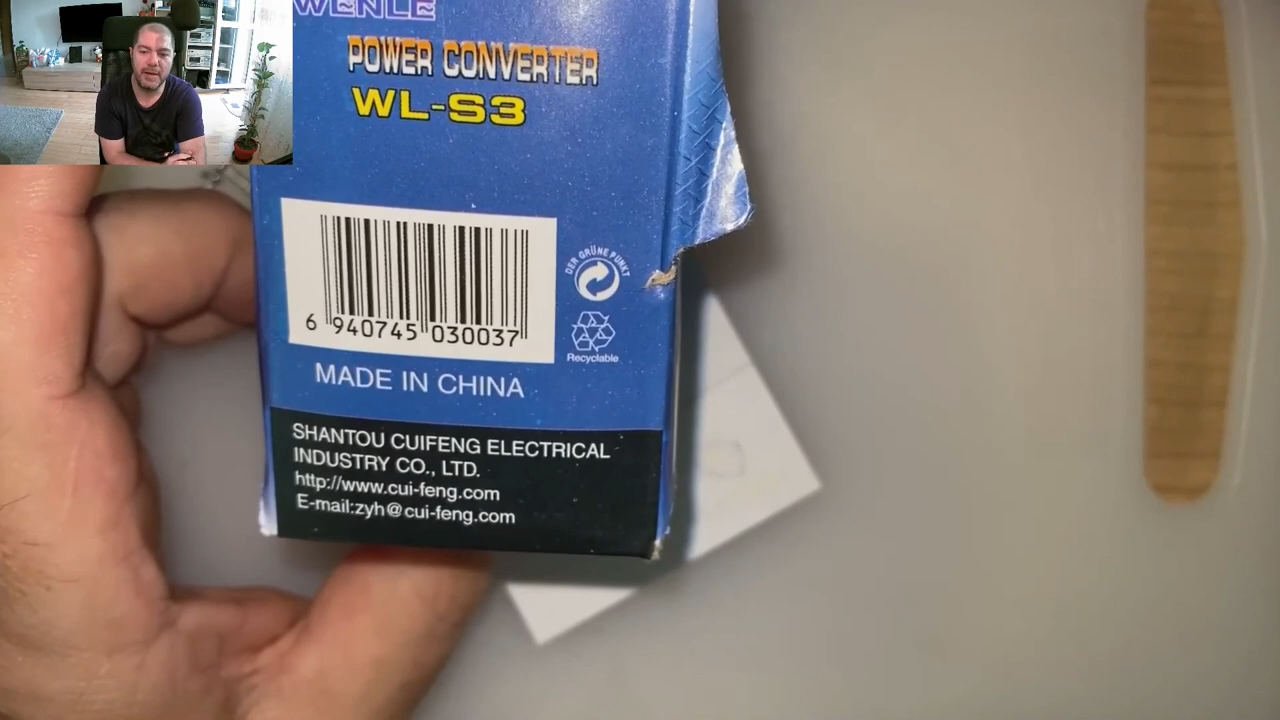 WENLE
POWER CONVERTER
WL-S3
6 940745 030037
DER GRÜNE PUNKT
Recyclable
MADE IN CHINA
SHANTOU CUIFENG ELECTRICAL
INDUSTRY CO., LTD.
http://www.cui-feng.com
E-mail:zyh@cui-feng.com